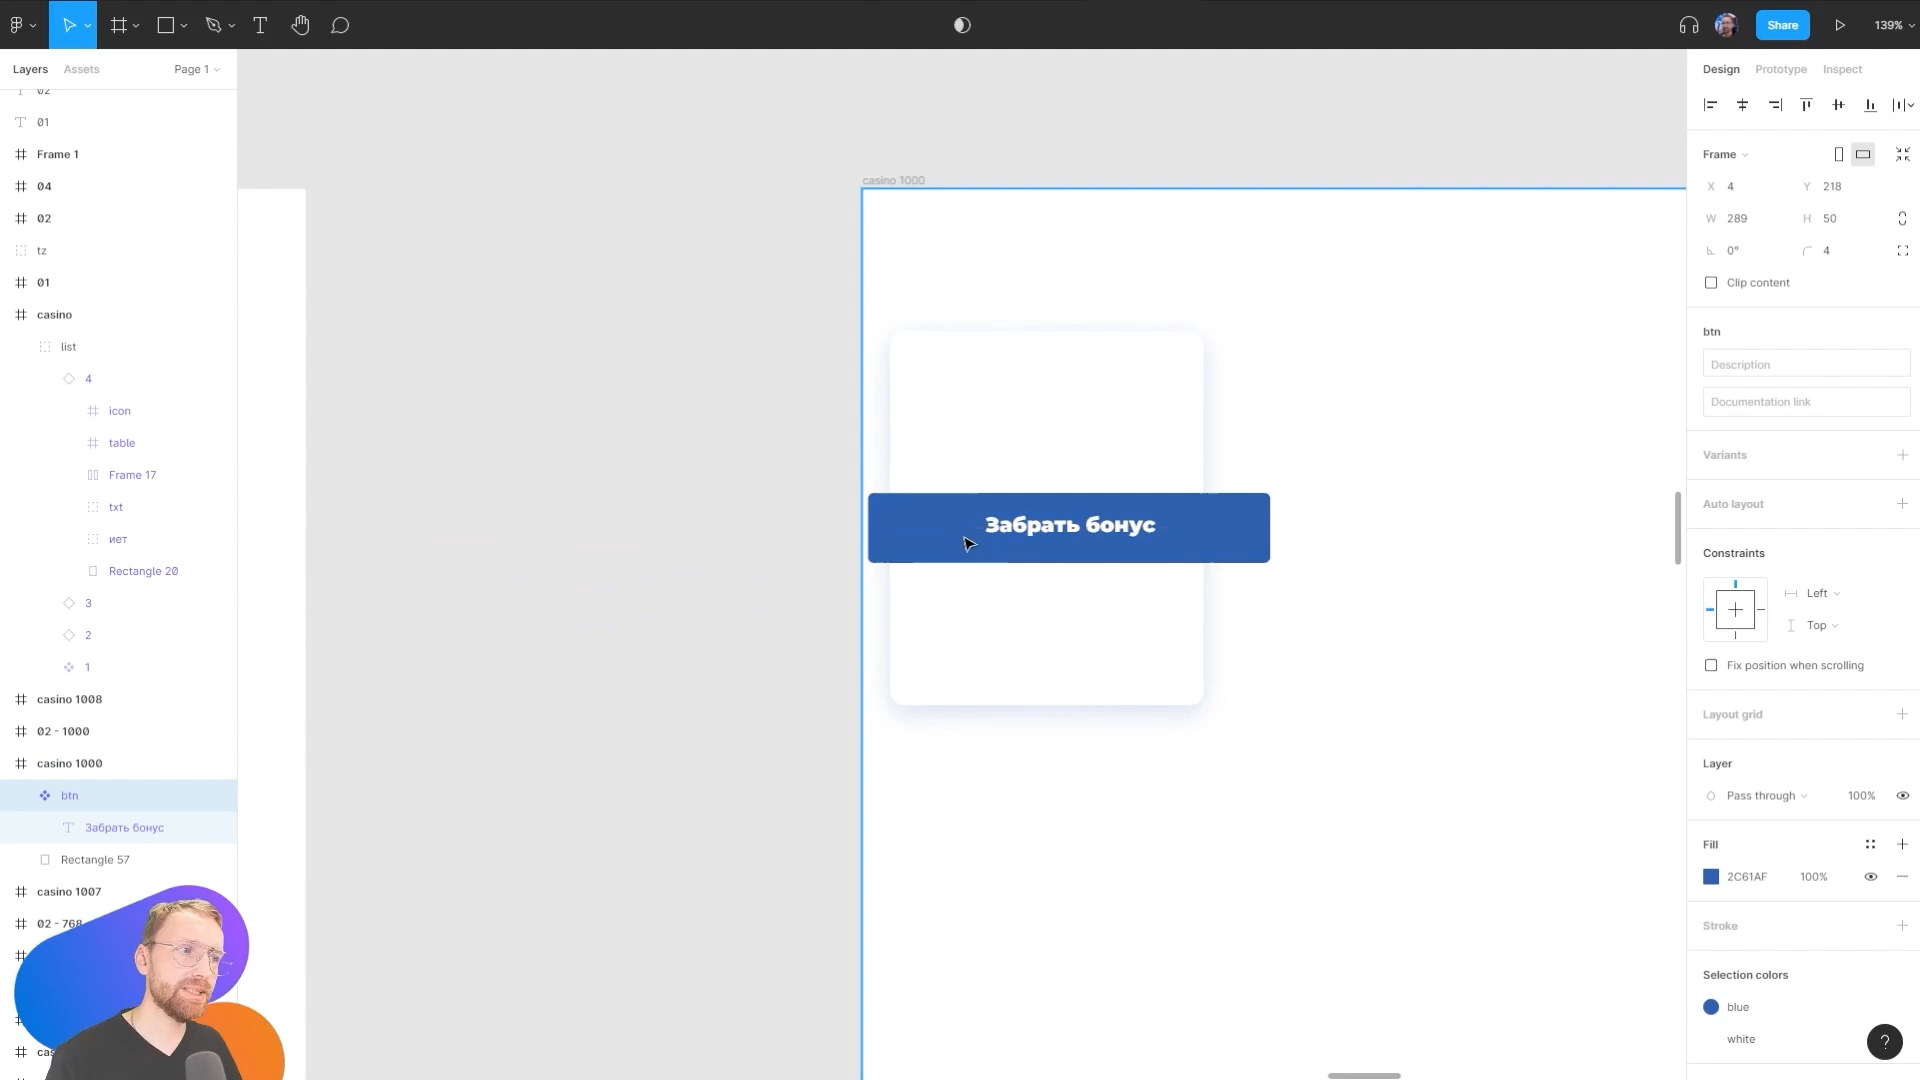 Share
139%
Layers
Assets
Page 1
Design
Prototype
Inspect
02
01
Frame 1
04
02
tz
01
casino
list
4
icon
table
Frame 17
txt
иет
Rectangle 20
3
2
1
casino 1008
02 - 1000
casino 1000
btn
Забрать бонус
Rectangle 57
casino 1007
02 - 768
cas
casino 1000
Забрать бонус
Frame
X 4
Y 218
W 289
H 50
0°
4
Clip content
btn
Description
Documentation link
Variants
Auto layout
Constraints
Left
Top
Fix position when scrolling
Layout grid
Layer
Pass through
100%
Fill
2C61AF
100%
Stroke
Selection colors
blue
white
?